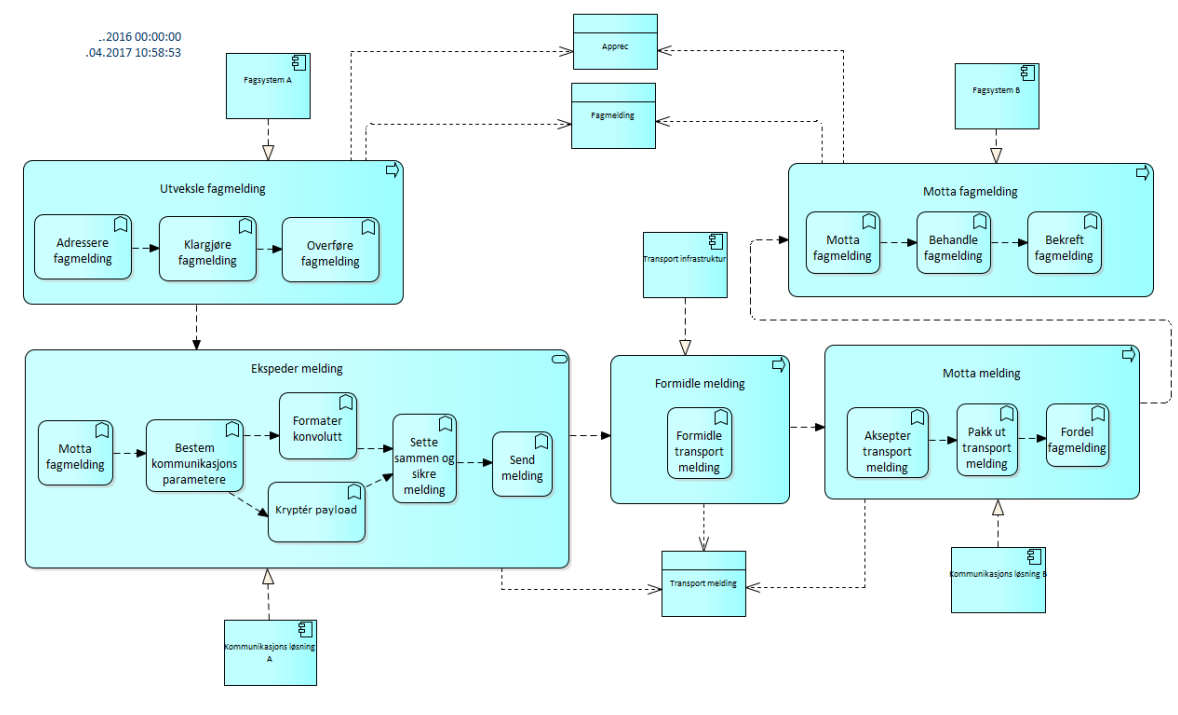 ..2016 00:00:00
.04.2017 10:58:53
Apprec
Fagsystem A
Fagmelding
Fagsystem B
Utveksle fagmelding
Adressere
fagmelding
Klargjøre
fagmelding
Overføre
fagmelding
Motta fagmelding
Motta
fagmelding
Behandle
fagmelding
Bekreft
fagmelding
Transport infrastruktur
Ekspeder melding
Motta
fagmelding
Bestem
kommunikasjons
parametere
Formater
konvolutt
Kryptér payload
Sette
sammen og
sikre
melding
Send
melding
Formidle melding
Formidle
transport
melding
Motta melding
Aksepter
transport
melding
Pakk ut
transport
melding
Fordel
fagmelding
Transport melding
Kommunikasjons løsning B
Kommunikasjons løsning
A